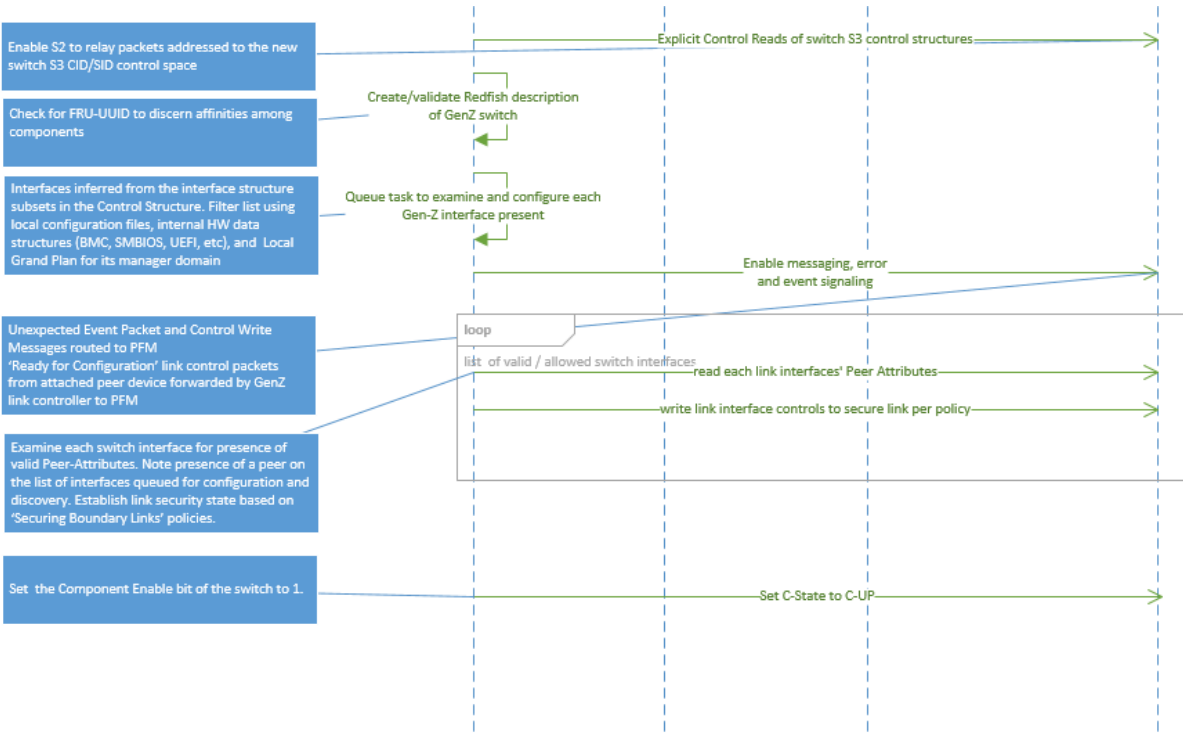 Enable S2 to relay packets addressed to the new
switch S3 CID/SID control space
Explicit Control Reads of switch S3 control structures
Check for FRU-UUID to discern affinities among
components
Create/validate Redfish description
of GenZ switch
Interfaces inferred from the interface structure
subsets in the Control Structure. Filter list using
local configuration files, internal HW data
structures (BMC, SMBIOS, UEFI, etc), and Local
Grand Plan for its manager domain
Queue task to examine and configure each
Gen-Z interface present
Enable messaging, error
and event signaling
Unexpected Event Packet and Control Write
Messages routed to PFM
'Ready for Configuration' link control packets
from attached peer device forwarded by GenZ
link controller to PFM
loop
list of valid / allowed switch interfaces
read each link interfaces' Peer Attributes
write link interface controls to secure link per policy
Examine each switch interface for presence of
valid Peer-Attributes. Note presence of a peer on
the list of interfaces queued for configuration and
discovery. Establish link security state based on
'Securing Boundary Links' policies.
Set the Component Enable bit of the switch to 1.
Set C-State to C-UP